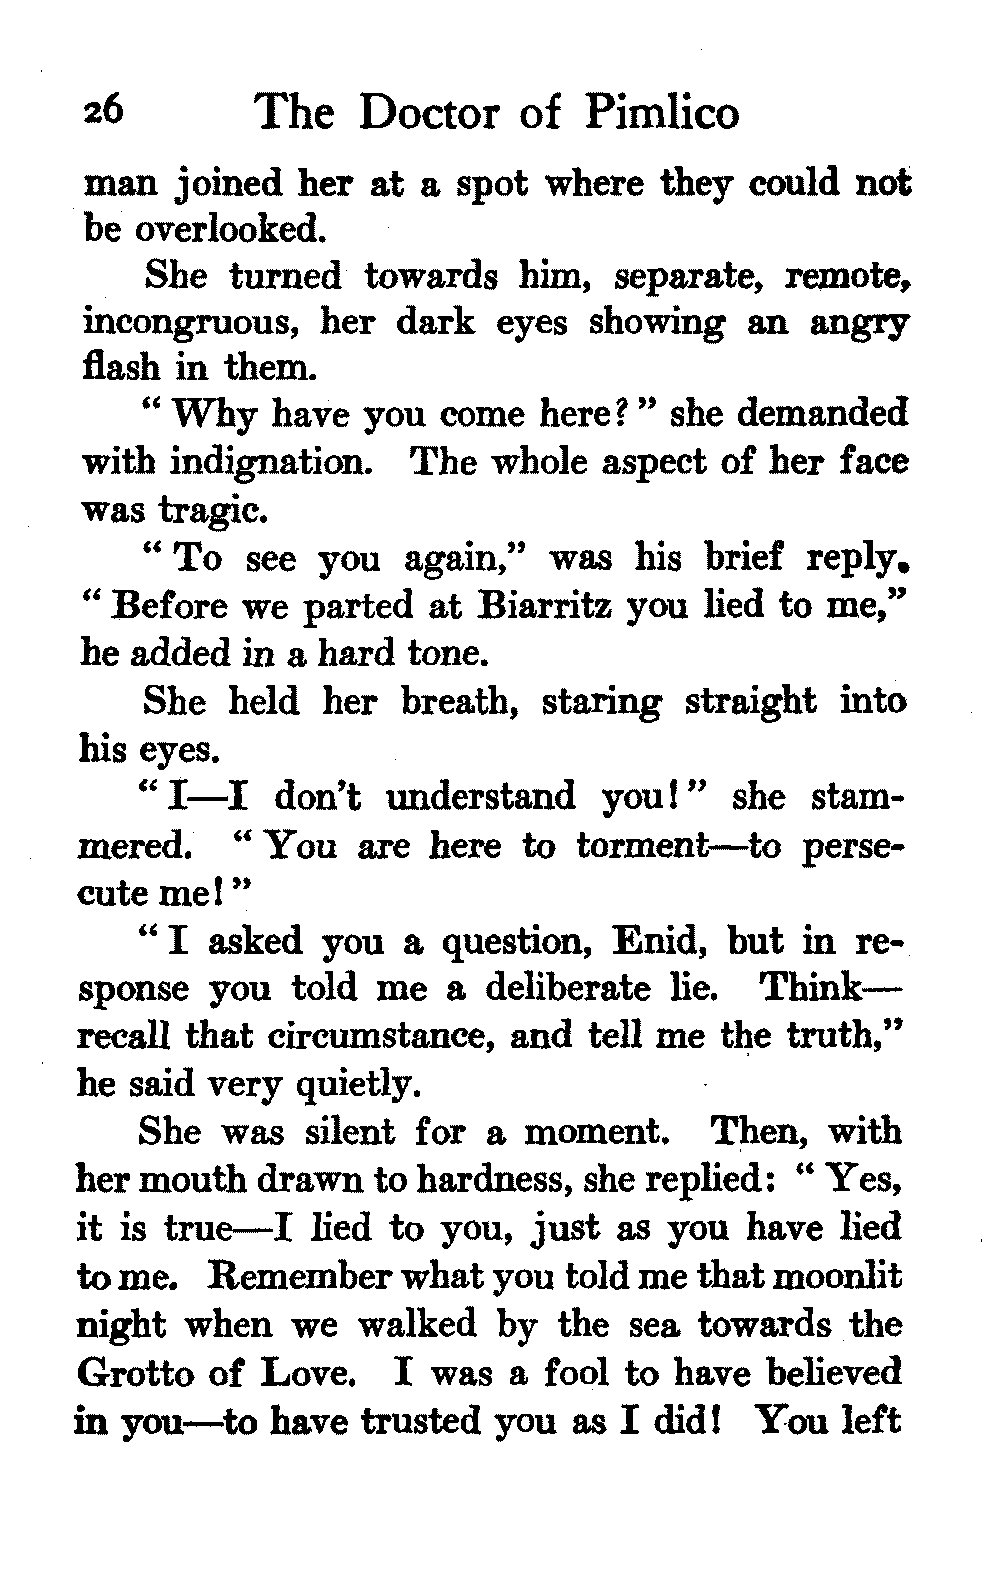 26 The Doctor of Pimlico
man joined her at a spot where they could not
be overlooked.
She turned towards him, separate, remote,
incongruous, her dark eyes showing an angry
flash in them.
“ Why have you come here? ” she demanded
with indignation. The whole aspect of her face
was tragic.
“ To see you again,” was his brief reply.
“ Before we parted at Biarritz you lied to me,”
he added in a hard tone.
She held her breath, staring straight into
his eyes.
“ I—I don’t understand you! ” she stam-
mered. “ You are here to torment—to perse-
cute me! ”
“ I asked you a question, Enid, but in re-
sponse you told me a deliberate lie. Think—
recall that circumstance, and tell me the truth,”
he said very quietly.
She was silent for a moment. Then, with
her mouth drawn to hardness, she replied: “ Yes,
it is true—I lied to you, just as you have lied
to me. Remember what you told me that moonlit
night when we walked by the sea towards the
Grotto of Love. I was a fool to have believed
in you—to have trusted you as I did! You left